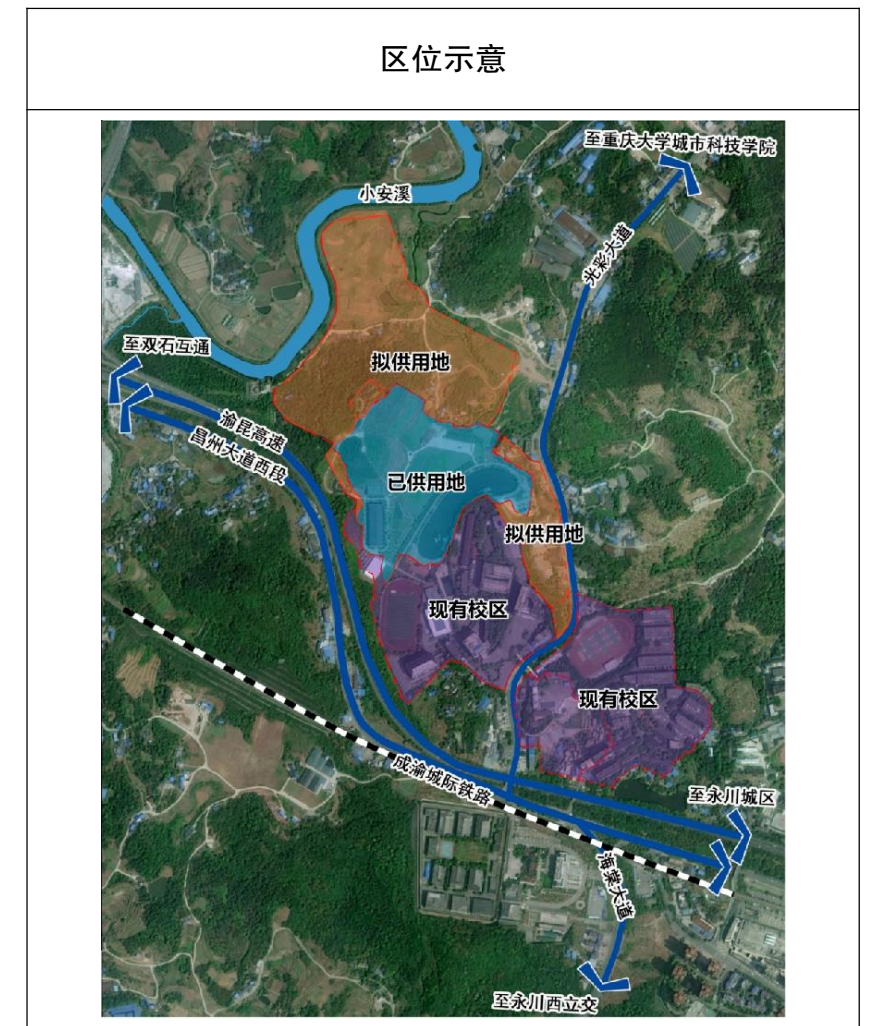 区位示意
至重庆大学城市科技学院
小安溪
光彩大道
至双石互通
拟供用地
渝昆高速
昌州大道西段
已供用地
拟供用地
现有校区
现有校区
成渝城际铁路
至永川城区
海棠大道
至永川西立交